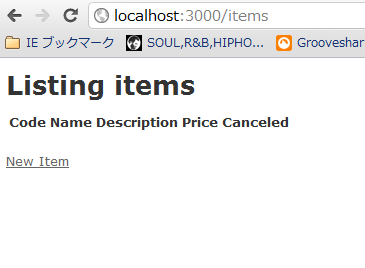 localhost:3000/items
IE ブックマーク SOUL,R&B,HIPHO... Grooveshar
Listing items
Code Name Description Price Canceled
New Item